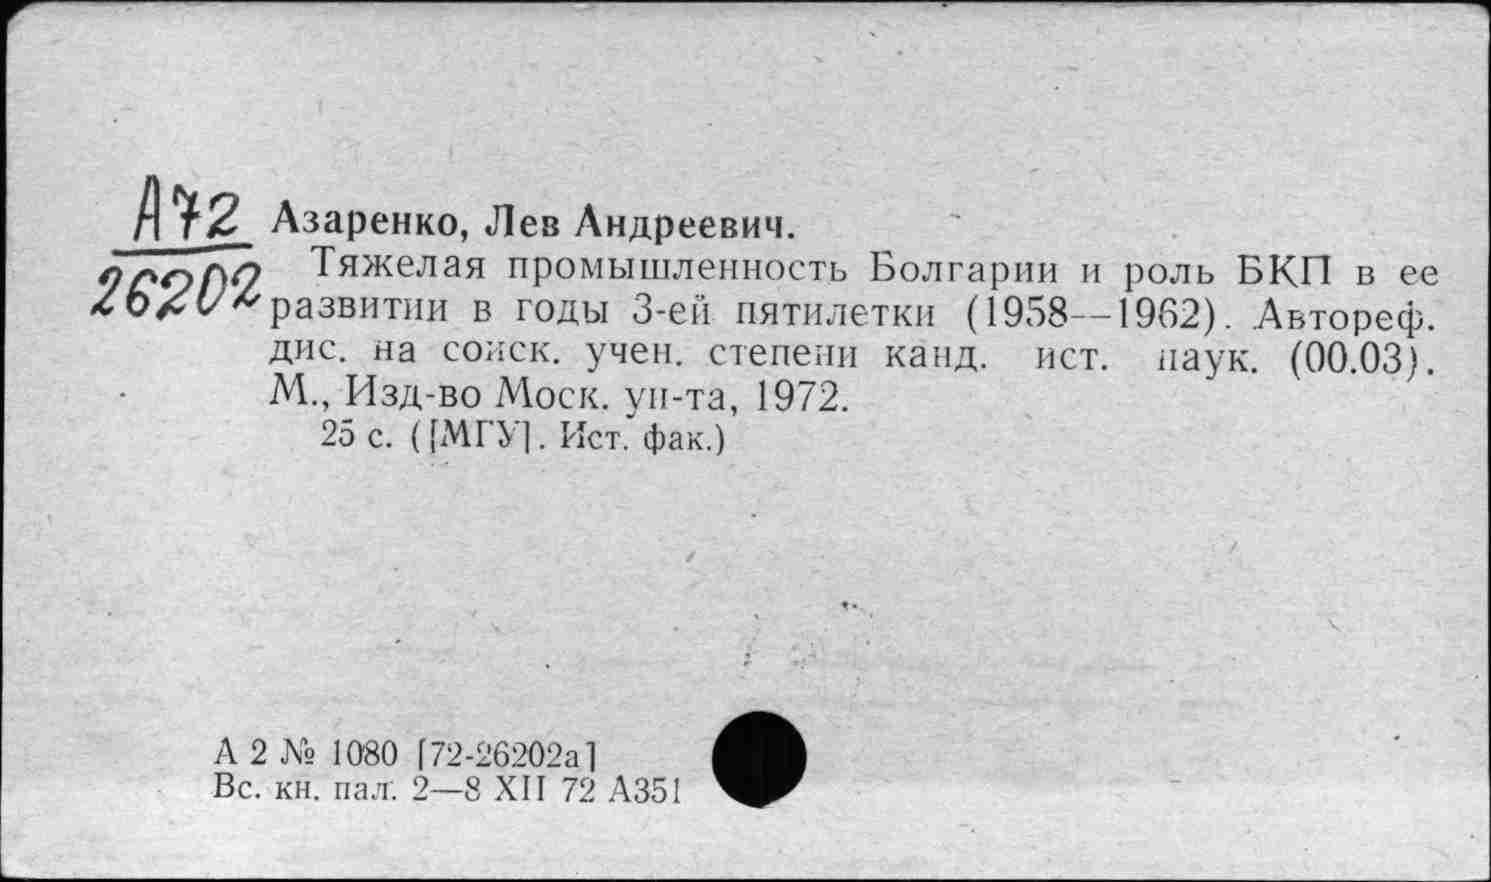 А72 Азаренко, Лев Андреевич.
26202 Тяжелая промышленность Болгарии и роль БКП в ее
развитии в годы 3-ей пятилетки (1958—1962). Автореф.
дис. на соиск. учен. степени канд. ист. наук. (00.03).
М., Изд-во Моск. ун-та, 1972.
25 с. ([МГУ]. Ист. фак.)
А 2 № 1080 [72-26202а]
Вс. кн. пал. 2—8 XII 72 А351